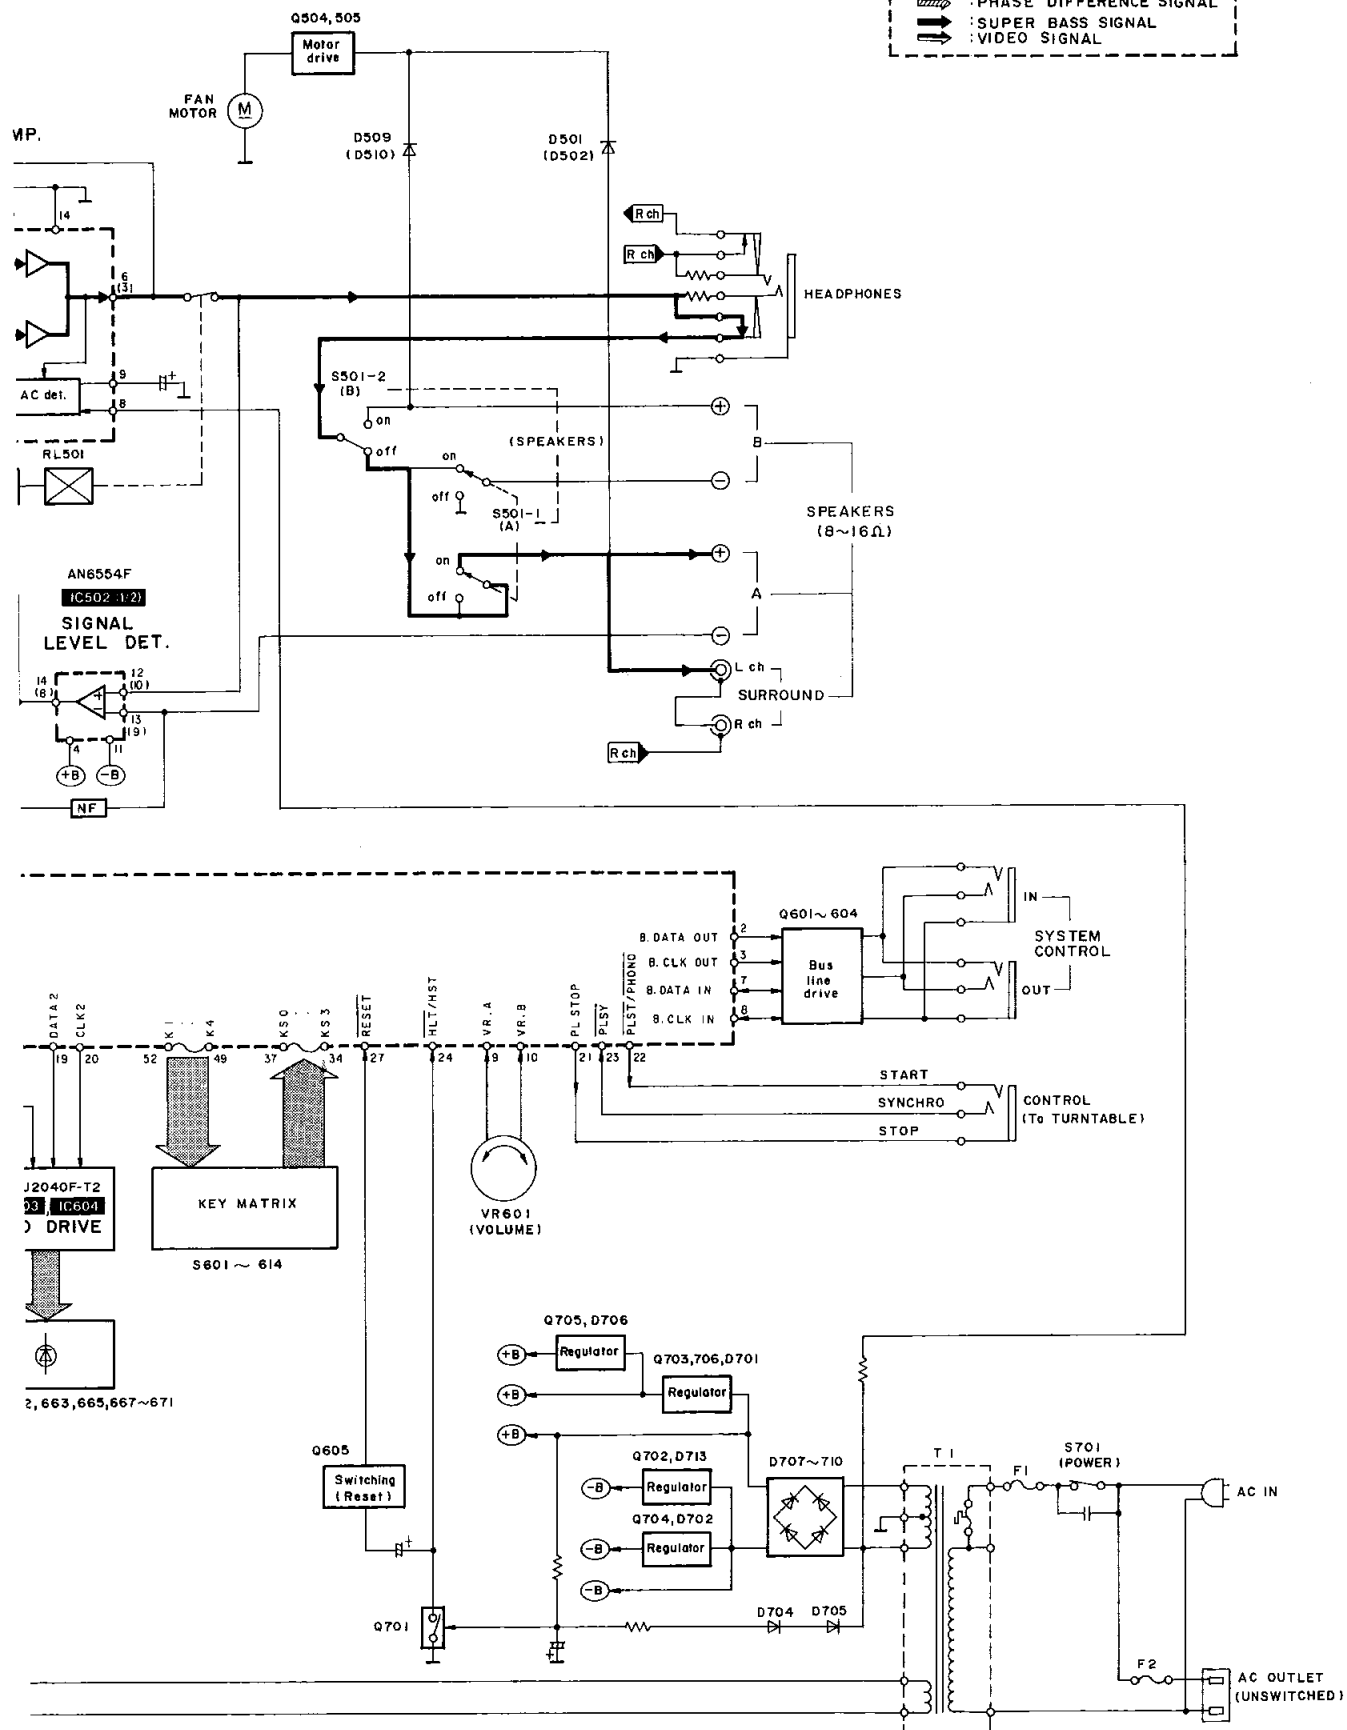 : PHASE DIFFERENCE SIGNAL
: SUPER BASS SIGNAL
: VIDEO SIGNAL
Q504, 505
Motor
drive
FAN
MOTOR
M
MP.
D509
(D510)
D501
(D502)
14
R ch
R ch
6
(3)
HEADPHONES
9
AC det.
8
S501-2
(B)
on
off
(SPEAKERS)
+
B
−
RL501
on
off
S501-1
(A)
SPEAKERS
(8~16Ω)
on
off
+
A
−
AN6554F
IC502 (1/2)
SIGNAL
LEVEL DET.
14
(8)
12
(10)
13
(9)
+
−
4
11
+B
−B
NF
L ch
SURROUND
R ch
R ch
Q601~604
B. DATA OUT
2
B. CLK OUT
3
B. DATA IN
7
B. CLK IN
8
Bus
line
drive
IN
SYSTEM
CONTROL
OUT
DATA2
CLK2
K1
K4
KS0
KS3
RESET
HLT/HST
VR.A
VR.B
PL STOP
PLSY
PLST/PHONO
19
20
52
49
37
34
27
24
9
10
21
23
22
START
SYNCHRO
STOP
CONTROL
(To TURNTABLE)
J2040F-T2
03, IC604
D DRIVE
KEY MATRIX
S601~614
VR601
(VOLUME)
2, 663, 665, 667~671
Q705, D706
+B
Regulator
Q703, 706, D701
+B
Regulator
+B
Q605
Switching
(Reset)
Q702, D713
−B
Regulator
Q704, D702
−B
Regulator
−B
D707~710
T1
F1
S701
(POWER)
AC IN
Q701
D704
D705
F2
AC OUTLET
(UNSWITCHED)